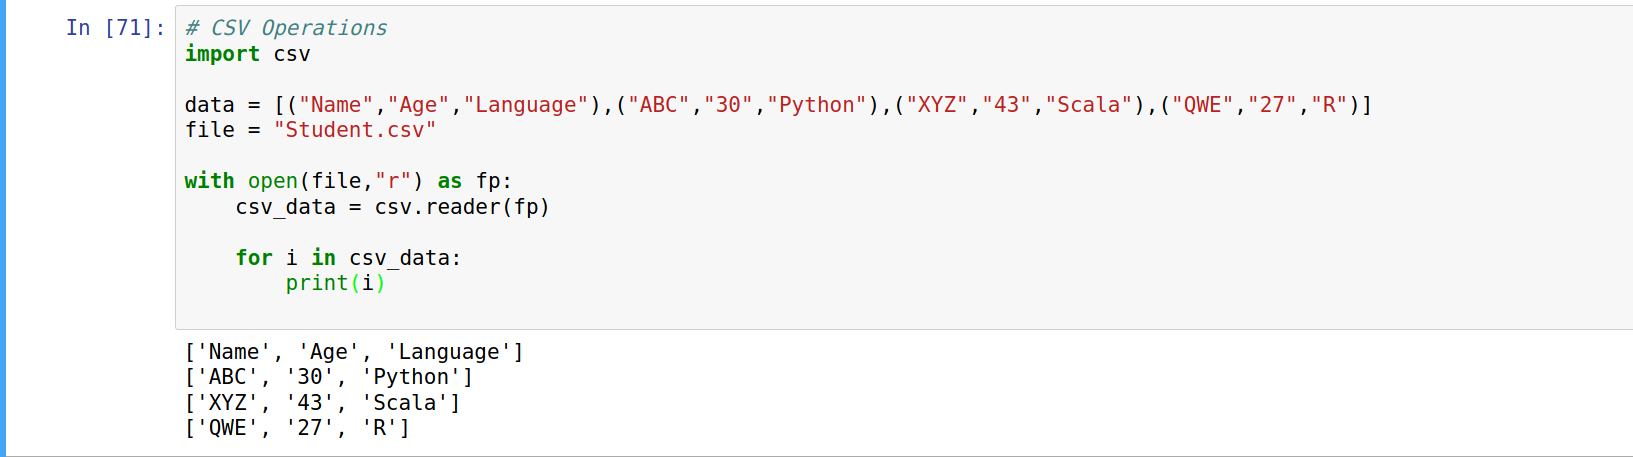 In [71]: # CSV Operations
import csv
data = [("Name","Age","Language"),("ABC","30","Python"),("XYZ","43","Scala"),("QWE","27","R")]
file = "Student.csv"
with open(file,"r") as fp:
    csv_data = csv.reader(fp)
    for i in csv_data:
        print(i)
['Name', 'Age', 'Language']
['ABC', '30', 'Python']
['XYZ', '43', 'Scala']
['QWE', '27', 'R']